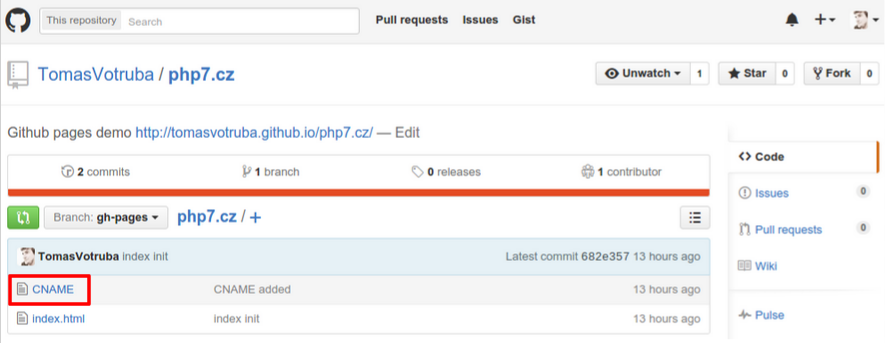 This repository Search Pull requests Issues Gist
TomasVotruba / php7.cz Unwatch 1 Star 0 Fork 0
Github pages demo http://tomasvotruba.github.io/php7.cz/ — Edit
2 commits 1 branch 0 releases 1 contributor
Branch: gh-pages php7.cz / +
TomasVotruba index init Latest commit 682e357 13 hours ago
CNAME CNAME added 13 hours ago
index.html index init 13 hours ago
Code
Issues 0
Pull requests 0
Wiki
Pulse